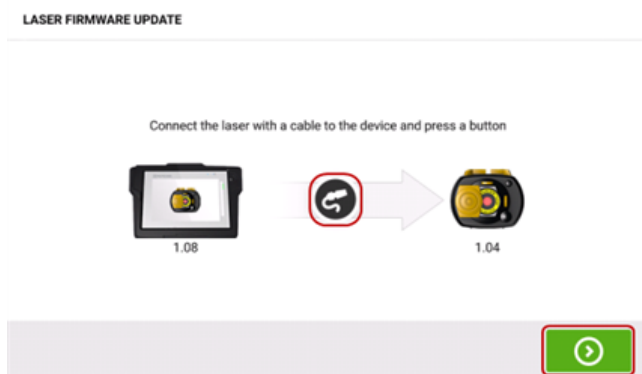 LASER FIRMWARE UPDATE
Connect the laser with a cable to the device and press a button
1.08
1.04